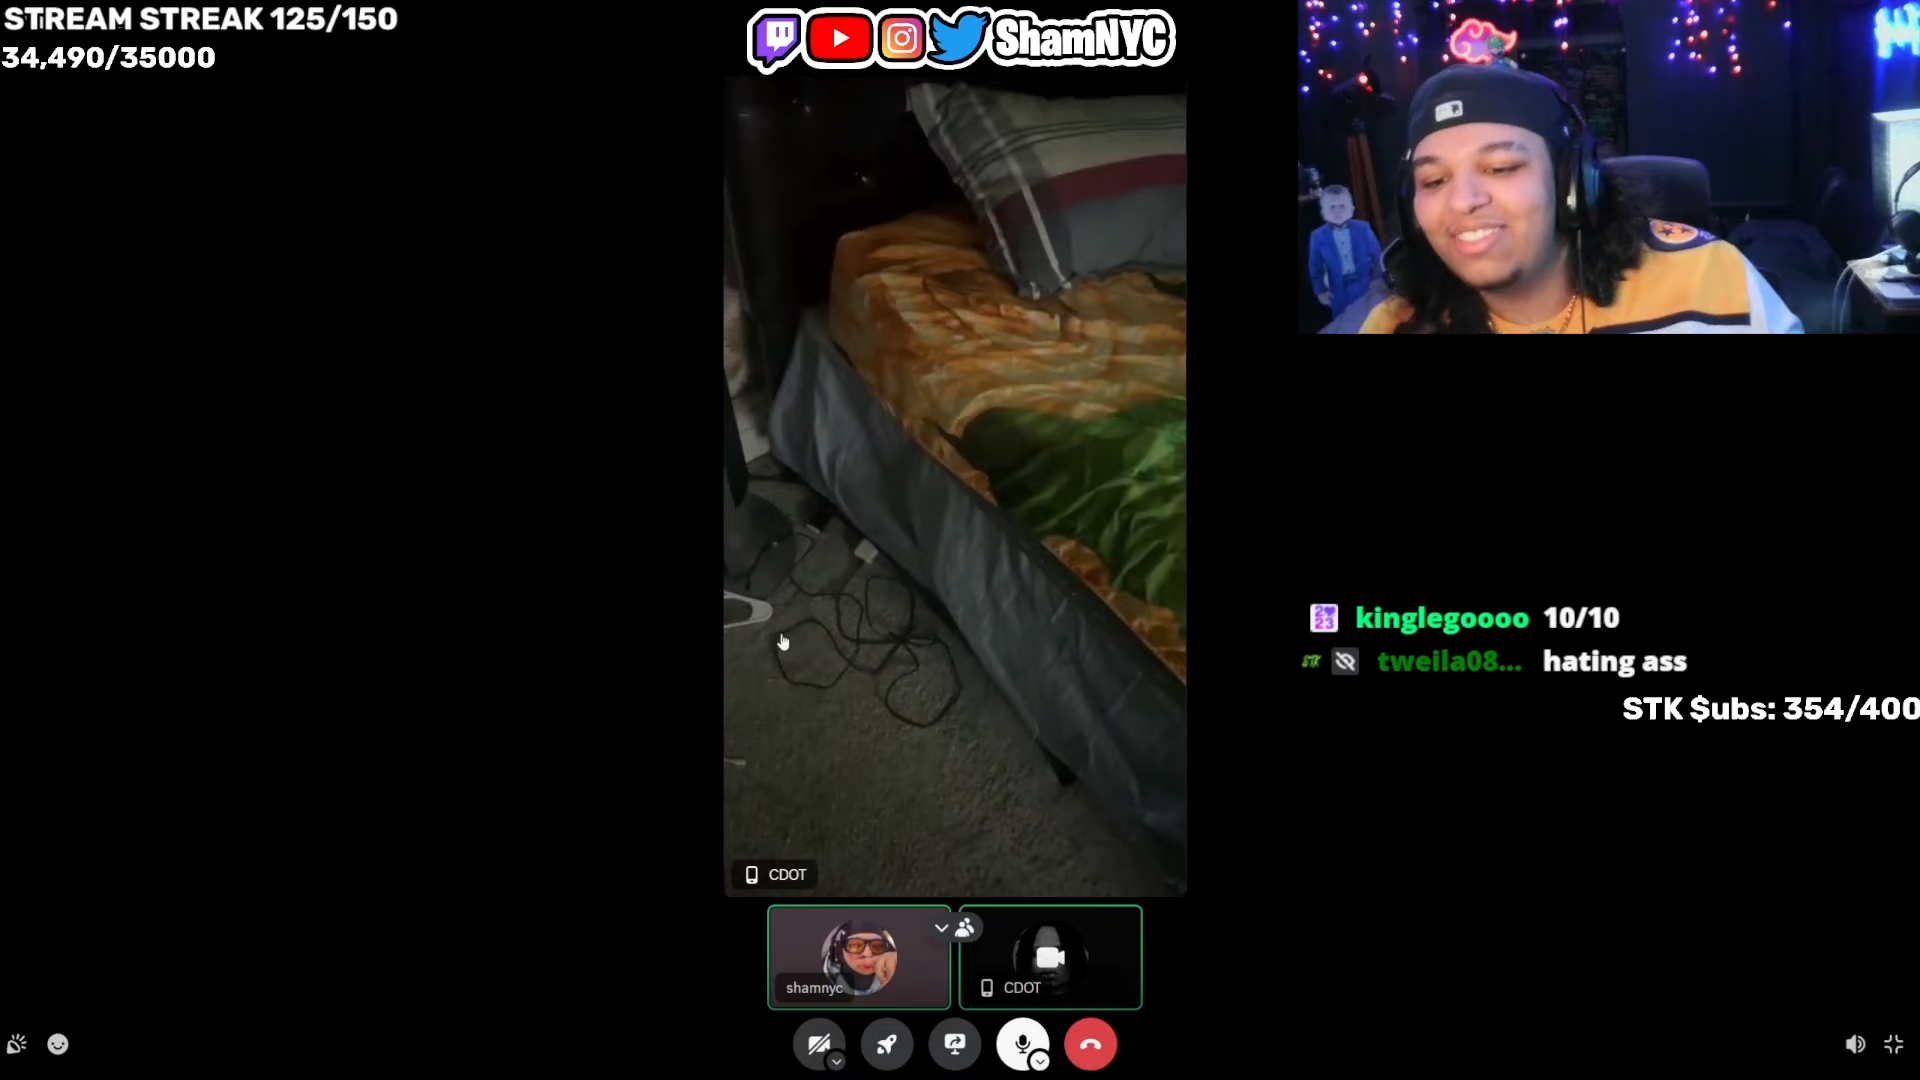 STREAM STREAK 125/150
34,490/35000
ShamNYC
kinglegoooo 10/10
tweila08... hating ass
STK $ubs: 354/400
CDOT
shamnyc
CDOT